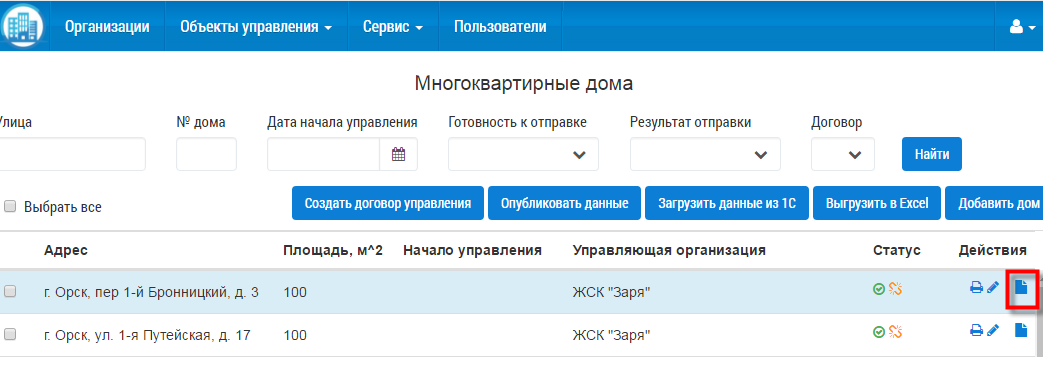 Организации Объекты управления Сервис Пользователи
Многоквартирные дома
Улица № дома Дата начала управления Готовность к отправке Результат отправки Договор
Найти
Выбрать все Создать договор управления Опубликовать данные Загрузить данные из 1С Выгрузить в Excel Добавить дом
Адрес Площадь, м^2 Начало управления Управляющая организация Статус Действия
г. Орск, пер 1-й Бронницкий, д. 3 100 ЖСК "Заря"
г. Орск, ул. 1-я Путейская, д. 17 100 ЖСК "Заря"